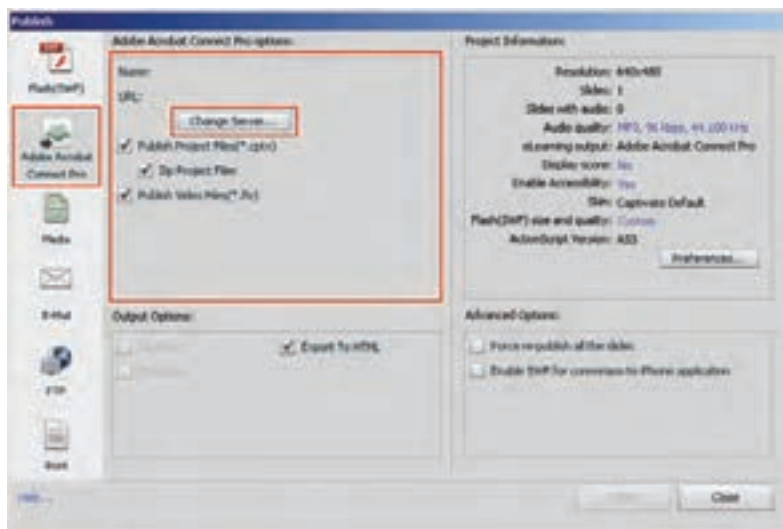 Publish
Flash(SWF)
Adobe Acrobat
Connect Pro
Media
E-Mail
FTP
Print
Adobe Acrobat Connect Pro options:
Name:
URL:
Change Server...
Publish Project Files(*.cptx)
Zip Project Files
Publish Video Files(*.flv)
Output Options:
Export To HTML
Project Information:
Resolution: 640x480
Slides: 1
Slides with audio: 0
Audio quality: MP3, 96 kbps, 44.100 kHz
eLearning output: Adobe Acrobat Connect Pro
Display score: No
Enable Accessibility: Yes
Skin: Captivate Default
Flash(SWF) size and quality: Custom
ActionScript Version: AS3
Preferences...
Advanced Options:
Force re-publish all the slides
Enable SWF for conversion to iPhone application
Help...
Close